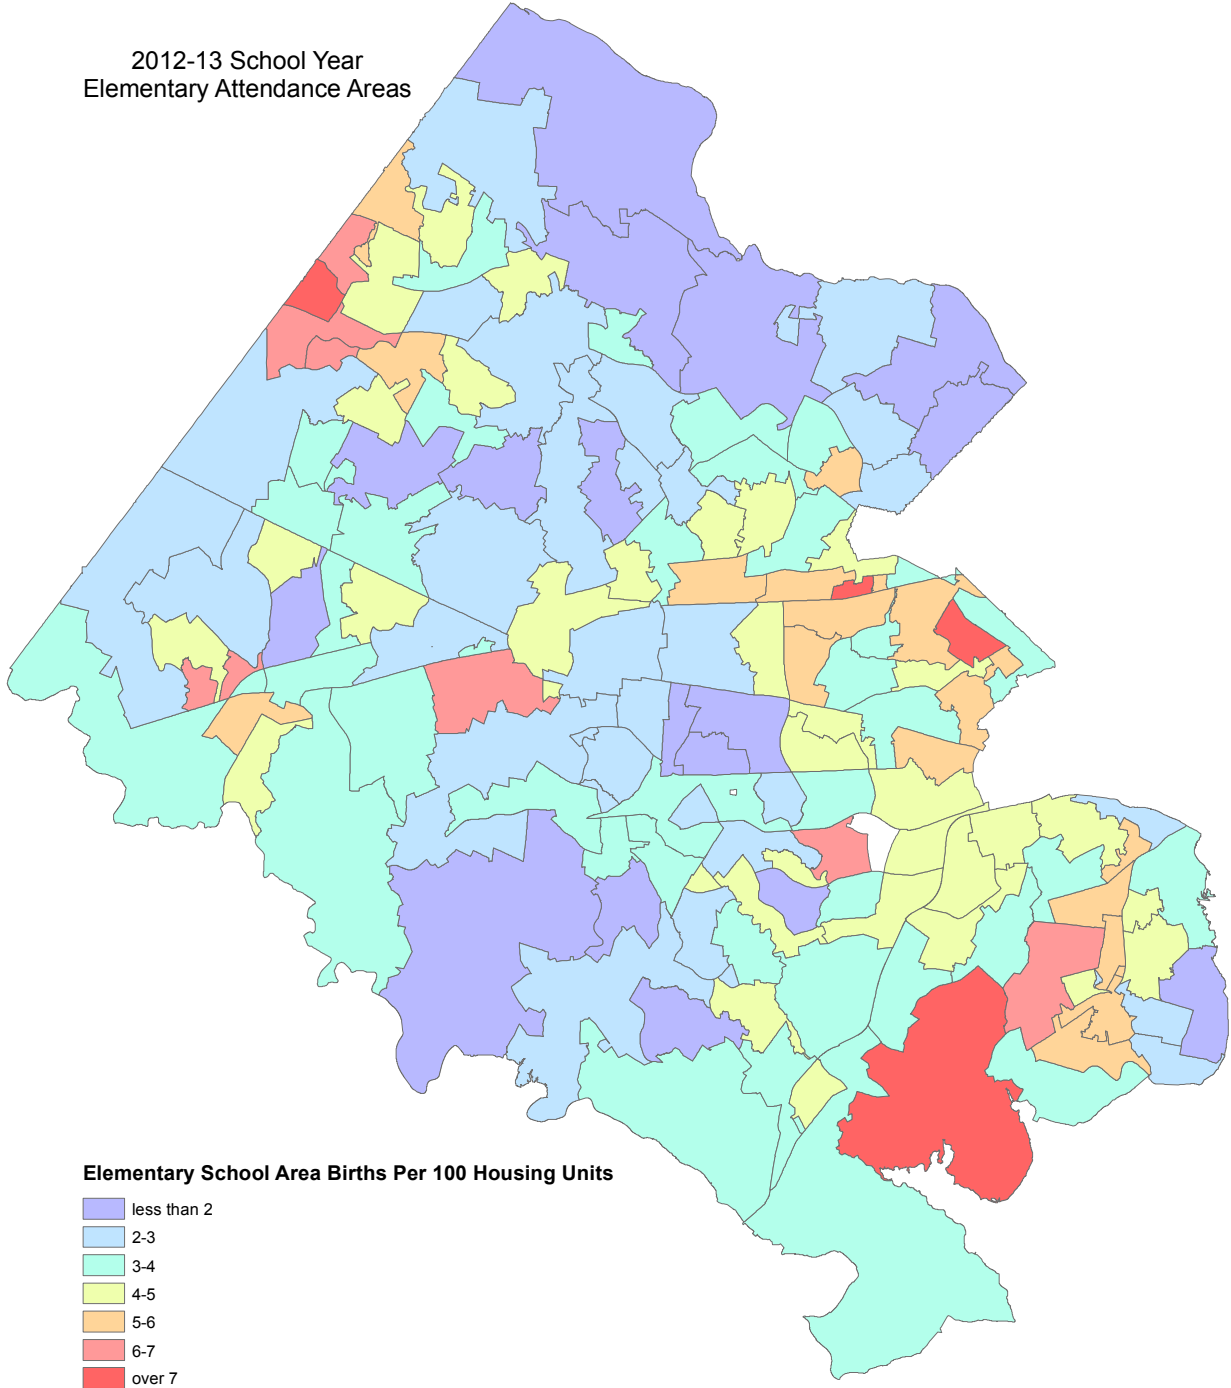 2012-13 School Year
Elementary Attendance Areas
Elementary School Area Births Per 100 Housing Units
less than 2
2-3
3-4
4-5
5-6
6-7
over 7